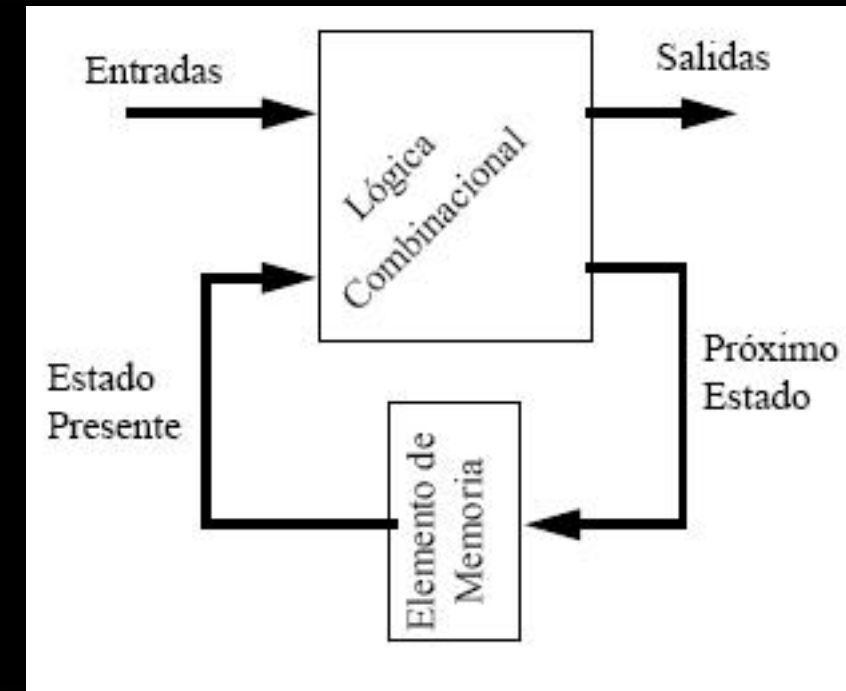 Entradas
Salidas
Lógica
Combinacional
Estado
Presente
Próximo
Estado
Elemento de
Memoria